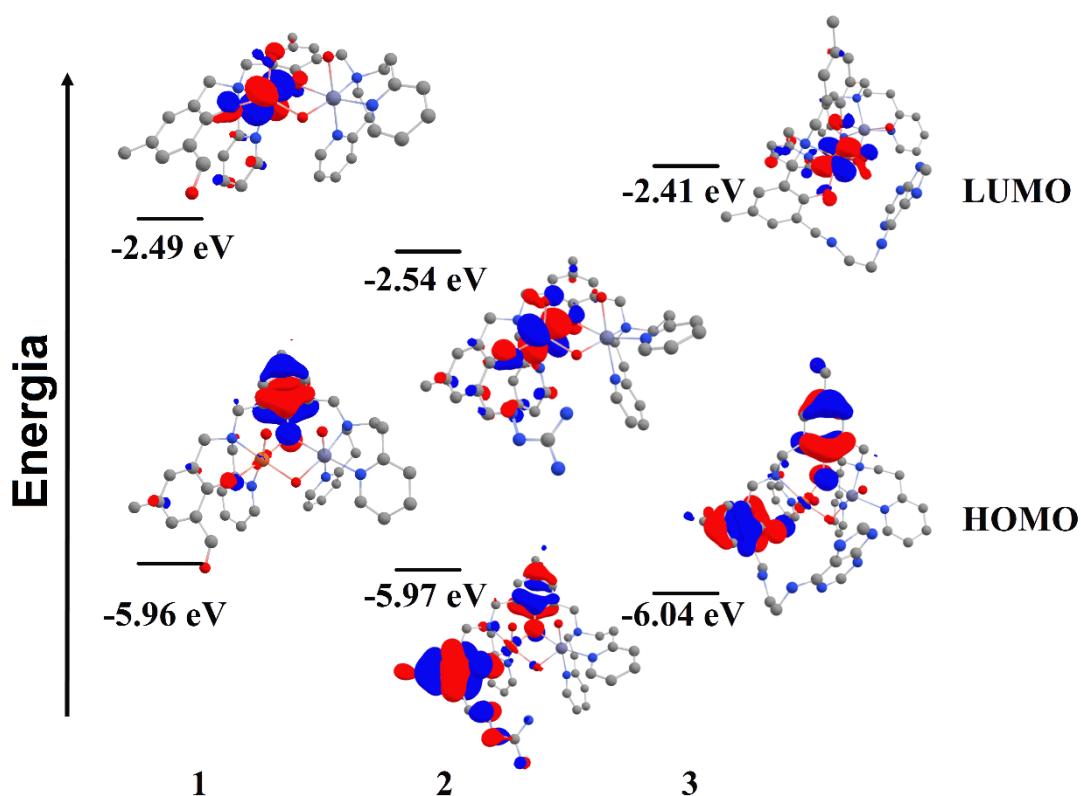 Energia
-2.49 eV
-2.54 eV
-2.41 eV
LUMO
-5.96 eV
-5.97 eV
-6.04 eV
HOMO
1
2
3